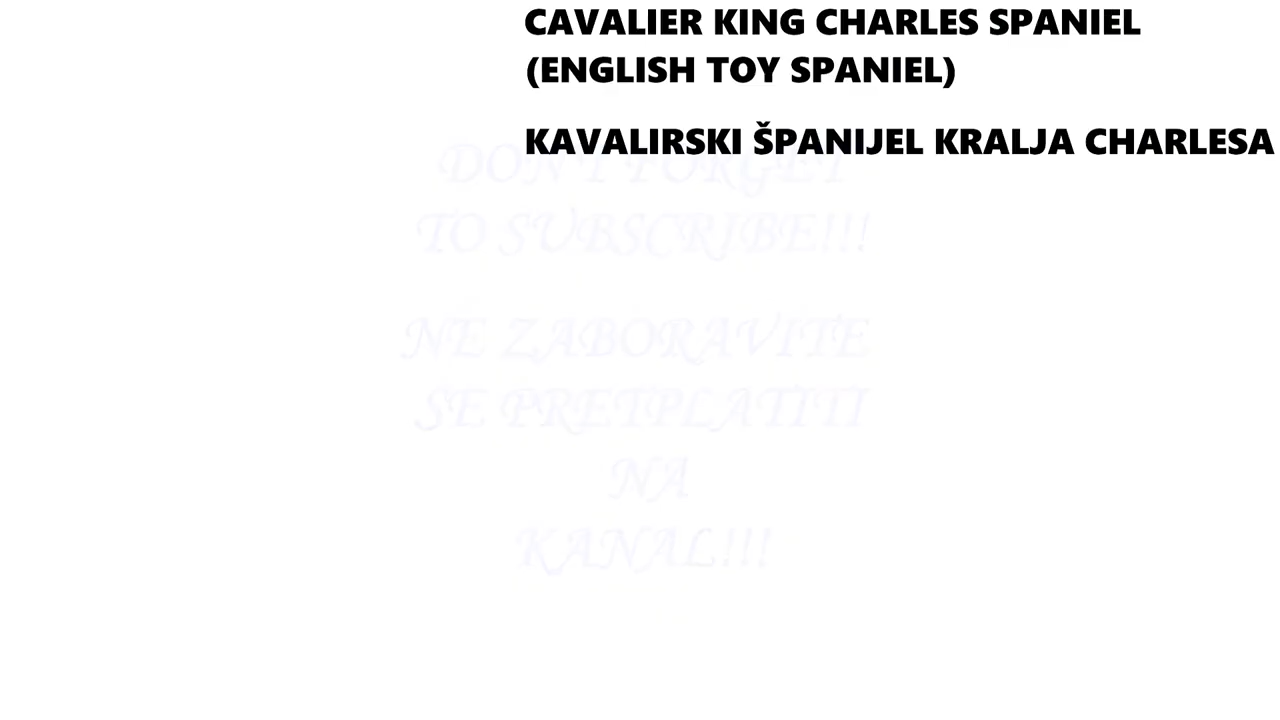 CAVALIER KING CHARLES SPANIEL
(ENGLISH TOY SPANIEL)
KAVALIRSKI ŠPANIJEL KRALJA CHARLESA
DON'T FORGET
TO SUBSCRIBE!!!
NE ZABORAVITE
SE PRETPLATITI
NA
KANAL!!!